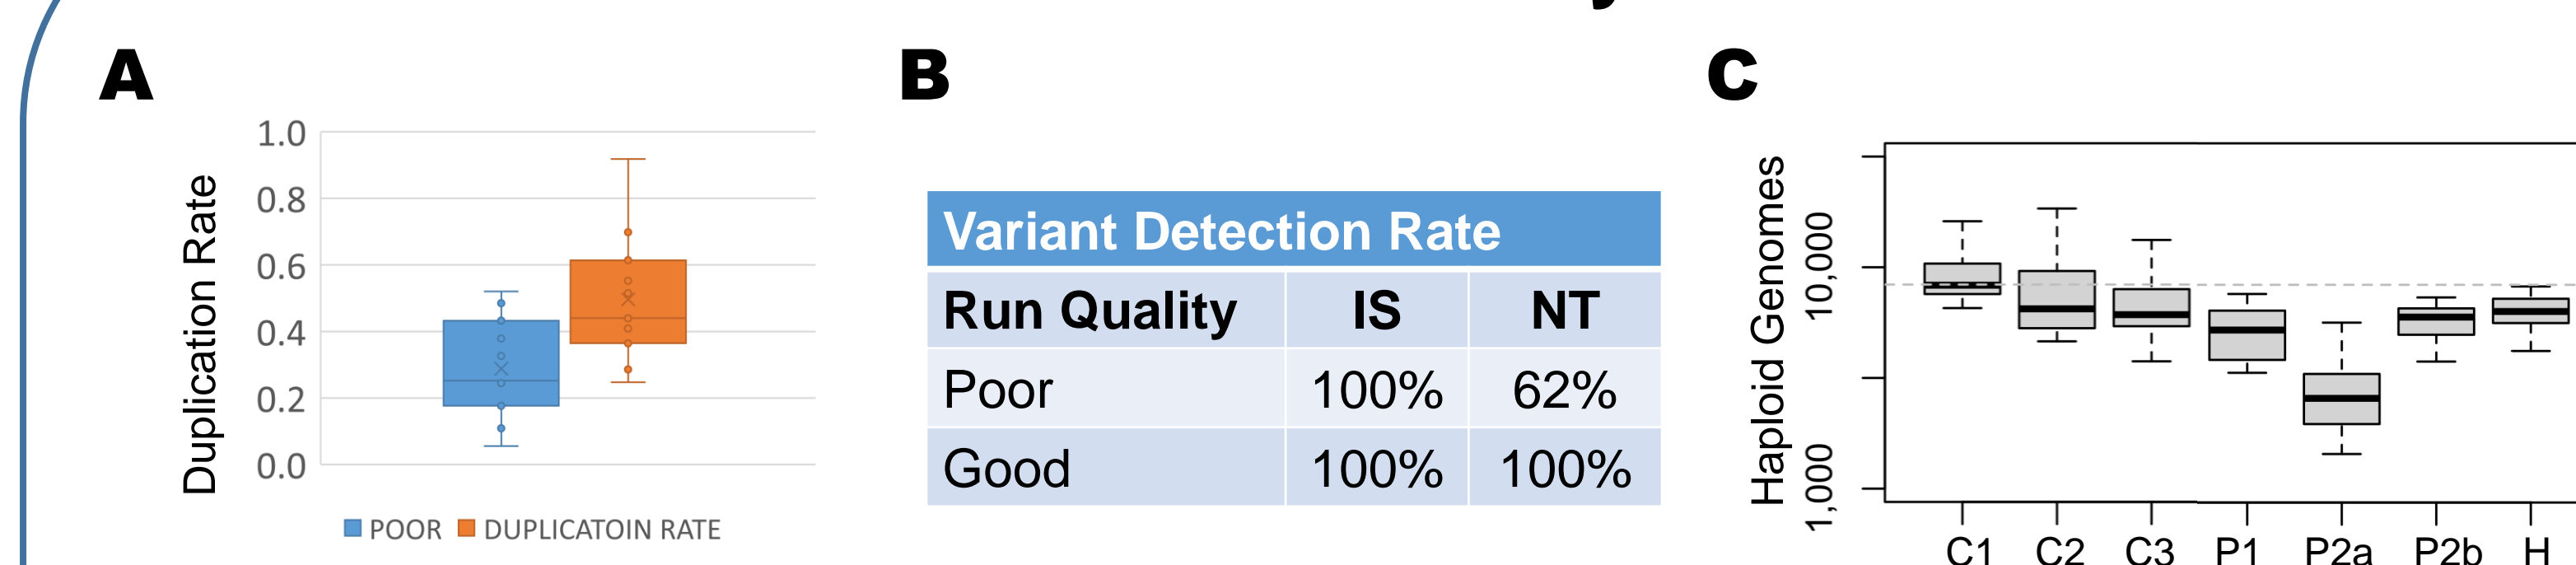 A
Duplication Rate
1.0
0.8
0.6
0.4
0.2
0.0
POOR DUPLICATOIN RATE
B
Variant Detection Rate
Run Quality IS NT
Poor 100% 62%
Good 100% 100%
C
Haploid Genomes
10,000
1,000
C1 C2 C3 P1 P2a P2b H